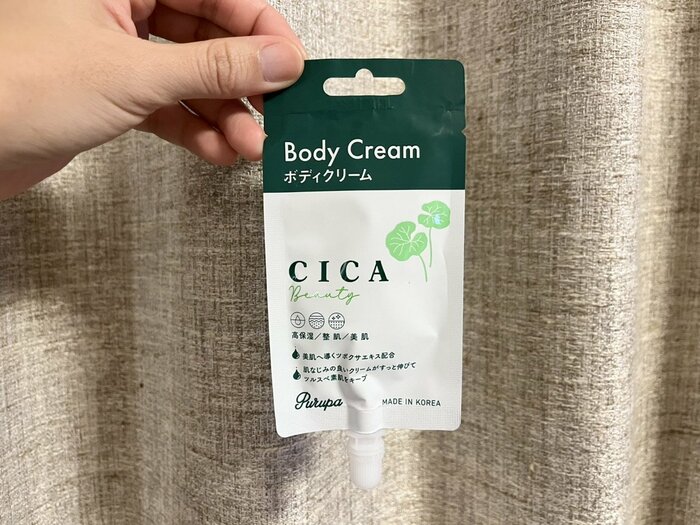 Body Cream
ボディクリーム
CICA
Beauty
高保湿／整肌／美肌
美肌へ導くツボクサエキス配合
肌なじみの良いクリームがすっと伸びて
ツルスベ素肌をキープ
Purupa
MADE IN KOREA